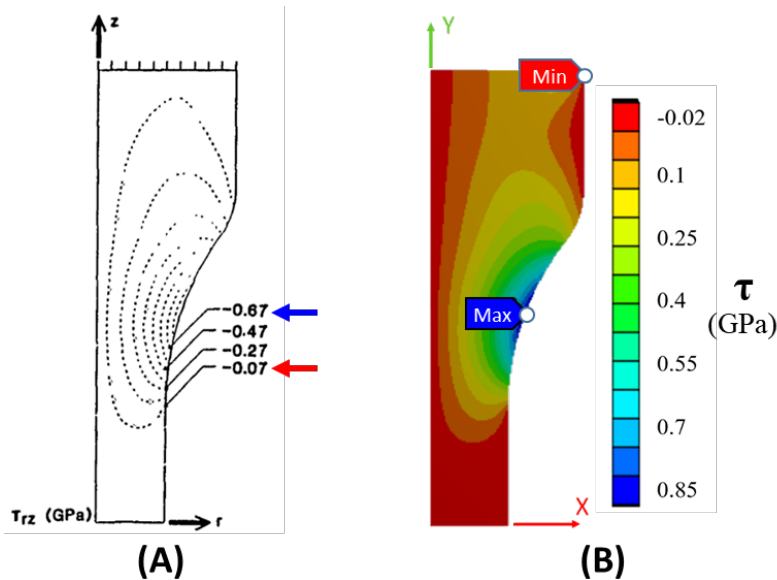 z
-0.67
-0.47
-0.27
-0.07
Trz (GPa)
r
(A)
Y
Min
Max
X
-0.02
0.1
0.25
0.4
0.55
0.7
0.85
τ
(GPa)
(B)